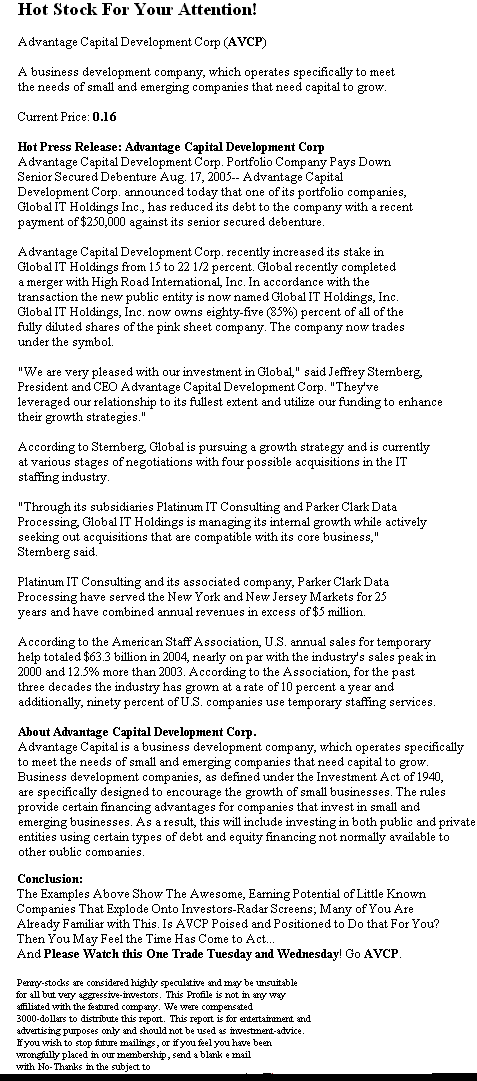 Hot Stock For Your Attention!
Advantage Capital Development Corp (AVCP)
A business development company, which operates specifically to meet
the needs of small and emerging companies that need capital to grow.
Current Price: 0.16
Hot Press Release: Advantage Capital Development Corp
Advantage Capital Development Corp. Portfolio Company Pays Down
Senior Secured Debenture Aug. 17, 2005-- Advantage Capital
Development Corp. announced today that one of its portfolio companies,
Global IT Holdings Inc., has reduced its debt to the company with a recent
payment of $250,000 against its senior secured debenture.
Advantage Capital Development Corp. recently increased its stake in
Global IT Holdings from 15 to 22 1/2 percent. Global recently completed
a merger with High Road International, Inc. In accordance with the
transaction the new public entity is now named Global IT Holdings, Inc.
Global IT Holdings, Inc. now owns eighty-five (85%) percent of all of the
fully diluted shares of the pink sheet company. The company now trades
under the symbol.
"We are very pleased with our investment in Global," said Jeffrey Sternberg,
President and CEO Advantage Capital Development Corp. "They've
leveraged our relationship to its fullest extent and utilize our funding to enhance
their growth strategies."
According to Sternberg, Global is pursuing a growth strategy and is currently
at various stages of negotiations with four possible acquisitions in the IT
staffing industry.
"Through its subsidiaries Platinum IT Consulting and Parker Clark Data
Processing, Global IT Holdings is managing its internal growth while actively
seeking out acquisitions that are compatible with its core business,"
Sternberg said.
Platinum IT Consulting and its associated company, Parker Clark Data
Processing have served the New York and New Jersey Markets for 25
years and have combined annual revenues in excess of $5 million.
According to the American Staff Association, U.S. annual sales for temporary
help totaled $63.3 billion in 2004, nearly on par with the industry's sales peak in
2000 and 12.5% more than 2003. According to the Association, for the past
three decades the industry has grown at a rate of 10 percent a year and
additionally, ninety percent of U.S. companies use temporary staffing services.
About Advantage Capital Development Corp.
Advantage Capital is a business development company, which operates specifically
to meet the needs of small and emerging companies that need capital to grow.
Business development companies, as defined under the Investment Act of 1940,
are specifically designed to encourage the growth of small businesses. The rules
provide certain financing advantages for companies that invest in small and
emerging businesses. As a result, this will include investing in both public and private
entities using certain types of debt and equity financing not normally available to
other public companies.
Conclusion:
The Examples Above Show The Awesome, Earning Potential of Little Known
Companies That Explode Onto Investors-Radar Screens; Many of You Are
Already Familiar with This. Is AVCP Poised and Positioned to Do that For You?
Then You May Feel the Time Has Come to Act...
And Please Watch this One Trade Tuesday and Wednesday! Go AVCP.
Penny-stocks are considered highly speculative and may be unsuitable
for all but very aggressive-investors. This Profile is not in any way
affiliated with the featured company. We were compensated
3000-dollars to distribute this report. This report is for entertainment and
advertising purposes only and should not be used as investment-advice.
If you wish to stop future mailings, or if you feel you have been
wrongfully placed in our membership, send a blank e mail
with No-Thanks in the subject to